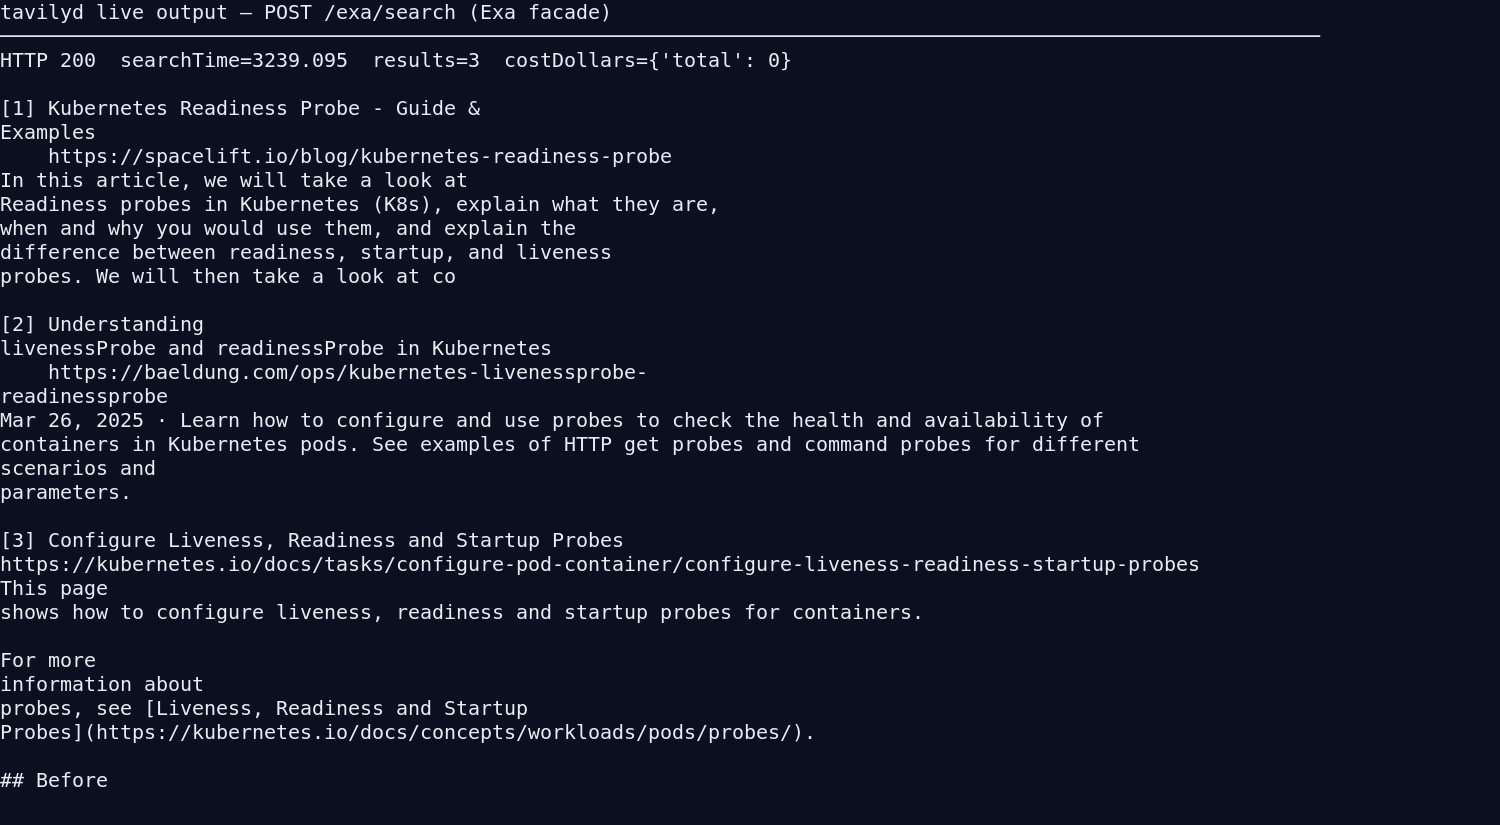 tavilyd live output — POST /exa/search (Exa facade)
HTTP 200  searchTime=3239.095  results=3  costDollars={'total': 0}
[1] Kubernetes Readiness Probe - Guide &
Examples
https://spacelift.io/blog/kubernetes-readiness-probe
In this article, we will take a look at
Readiness probes in Kubernetes (K8s), explain what they are,
when and why you would use them, and explain the
difference between readiness, startup, and liveness
probes. We will then take a look at co
[2] Understanding
livenessProbe and readinessProbe in Kubernetes
https://baeldung.com/ops/kubernetes-livenessprobe-
readinessprobe
Mar 26, 2025 · Learn how to configure and use probes to check the health and availability of
containers in Kubernetes pods. See examples of HTTP get probes and command probes for different
scenarios and
parameters.
[3] Configure Liveness, Readiness and Startup Probes
https://kubernetes.io/docs/tasks/configure-pod-container/configure-liveness-readiness-startup-probes
This page
shows how to configure liveness, readiness and startup probes for containers.
For more
information about
probes, see [Liveness, Readiness and Startup
Probes](https://kubernetes.io/docs/concepts/workloads/pods/probes/).
## Before